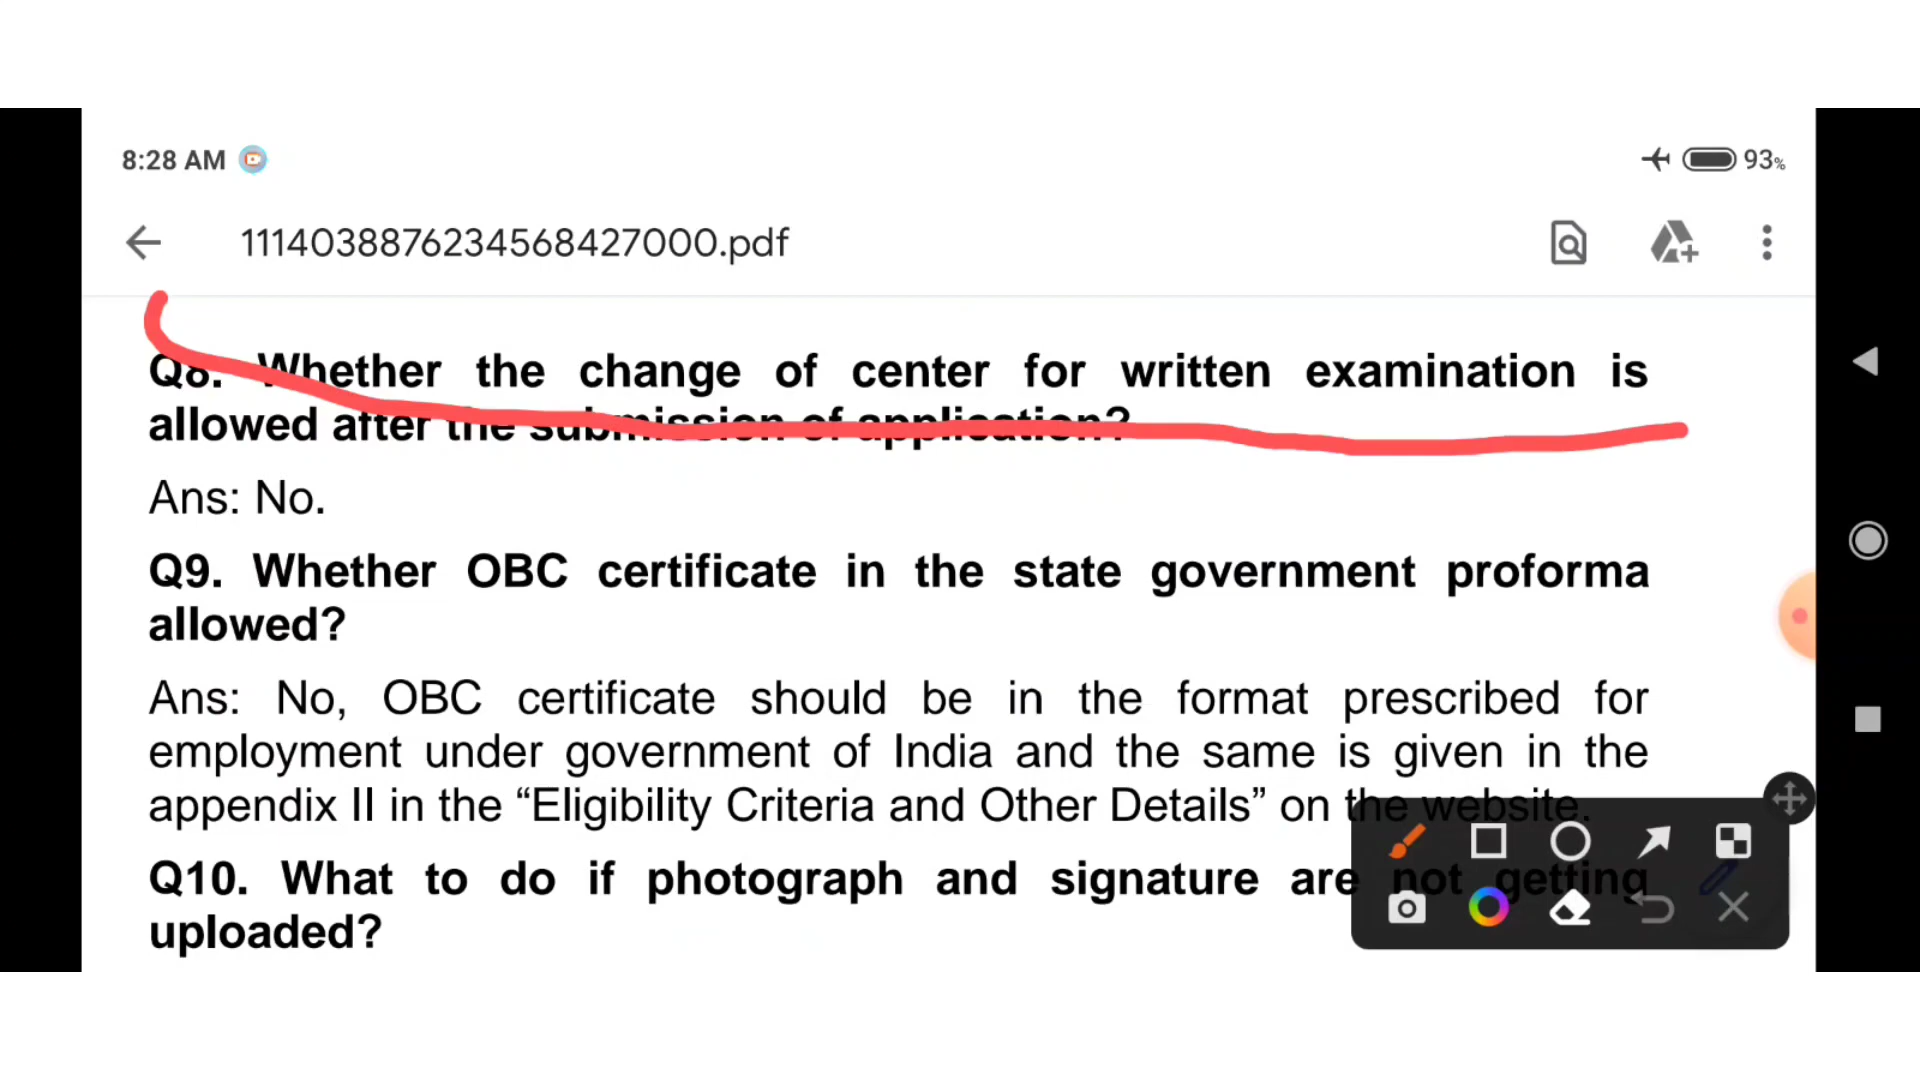 8:28 AM
93%
1114038876234568427000.pdf
Q8. Whether the change of center for written examination is
allowed after the submission of application?
Ans: No.
Q9. Whether OBC certificate in the state government proforma
allowed?
Ans: No, OBC certificate should be in the format prescribed for
employment under government of India and the same is given in the
appendix II in the “Eligibility Criteria and Other Details” on the website.
Q10. What to do if photograph and signature are not getting
uploaded?